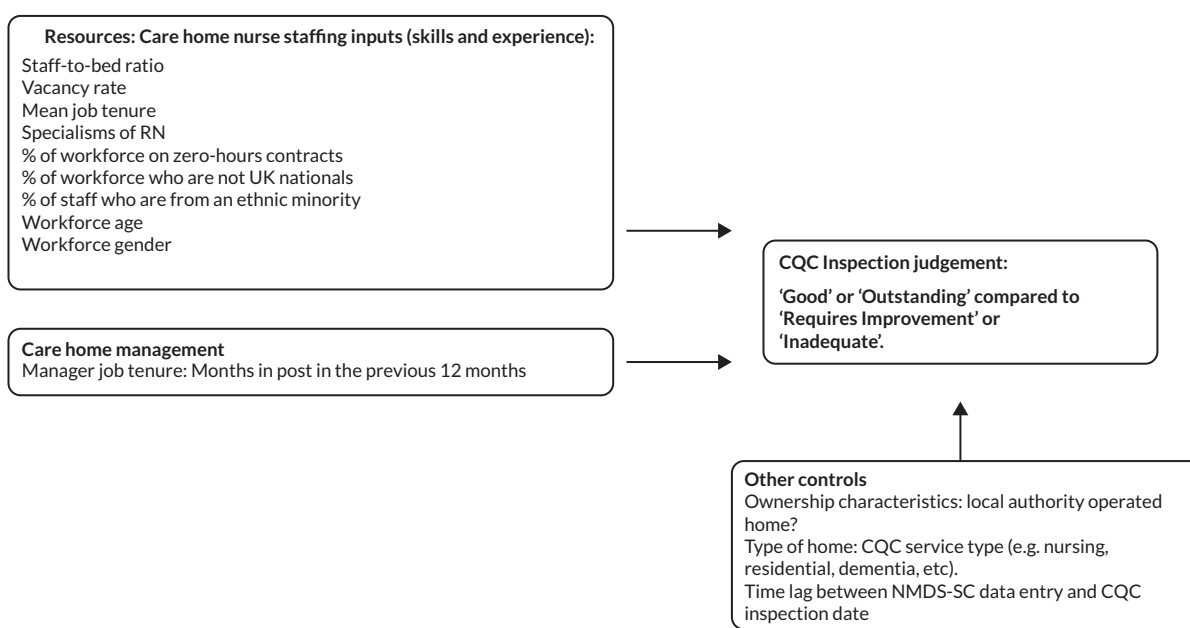 Resources: Care home nurse staffing inputs (skills and experience):
Staff-to-bed ratio
Vacancy rate
Mean job tenure
Specialisms of RN
% of workforce on zero-hours contracts
% of workforce who are not UK nationals
% of staff who are from an ethnic minority
Workforce age
Workforce gender
Care home management
Manager job tenure: Months in post in the previous 12 months
CQC Inspection judgement:
‘Good’ or ‘Outstanding’ compared to
‘Requires Improvement’ or
‘Inadequate’.
Other controls
Ownership characteristics: local authority operated
home?
Type of home: CQC service type (e.g. nursing,
residential, dementia, etc).
Time lag between NMDS-SC data entry and CQC
inspection date